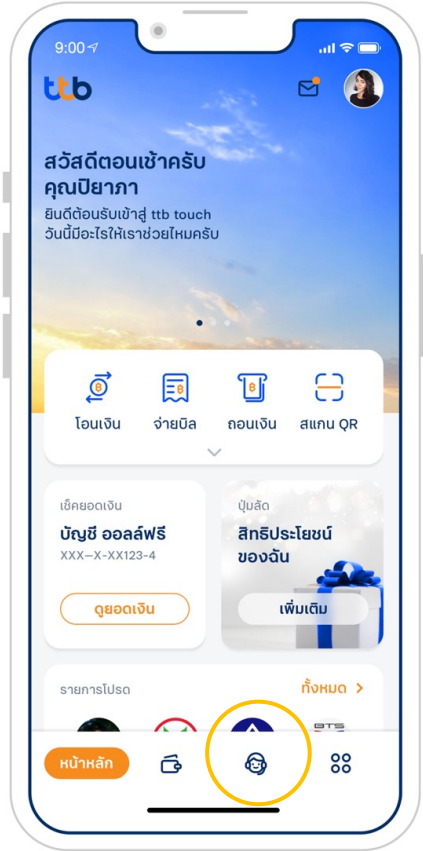 9:00
ttb
สวัสดีตอนเช้าครับ
คุณปิยาภา
ยินดีต้อนรับเข้าสู่ ttb touch
วันนี้มีอะไรให้เราช่วยไหมครับ
โอนเงิน
จ่ายบิล
ถอนเงิน
สแกน QR
เช็คยอดเงิน
บัญชี ออลล์ฟรี
XXX–X-XX123-4
ดูยอดเงิน
ปุ่มลัด
สิทธิประโยชน์
ของฉัน
เพิ่มเติม
รายการโปรด
ทั้งหมด >
BTS
หน้าหลัก